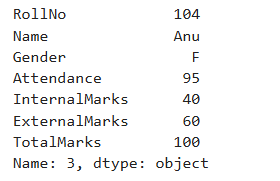 RollNo 104
Name Anu
Gender F
Attendance 95
InternalMarks 40
ExternalMarks 60
TotalMarks 100
Name: 3, dtype: object